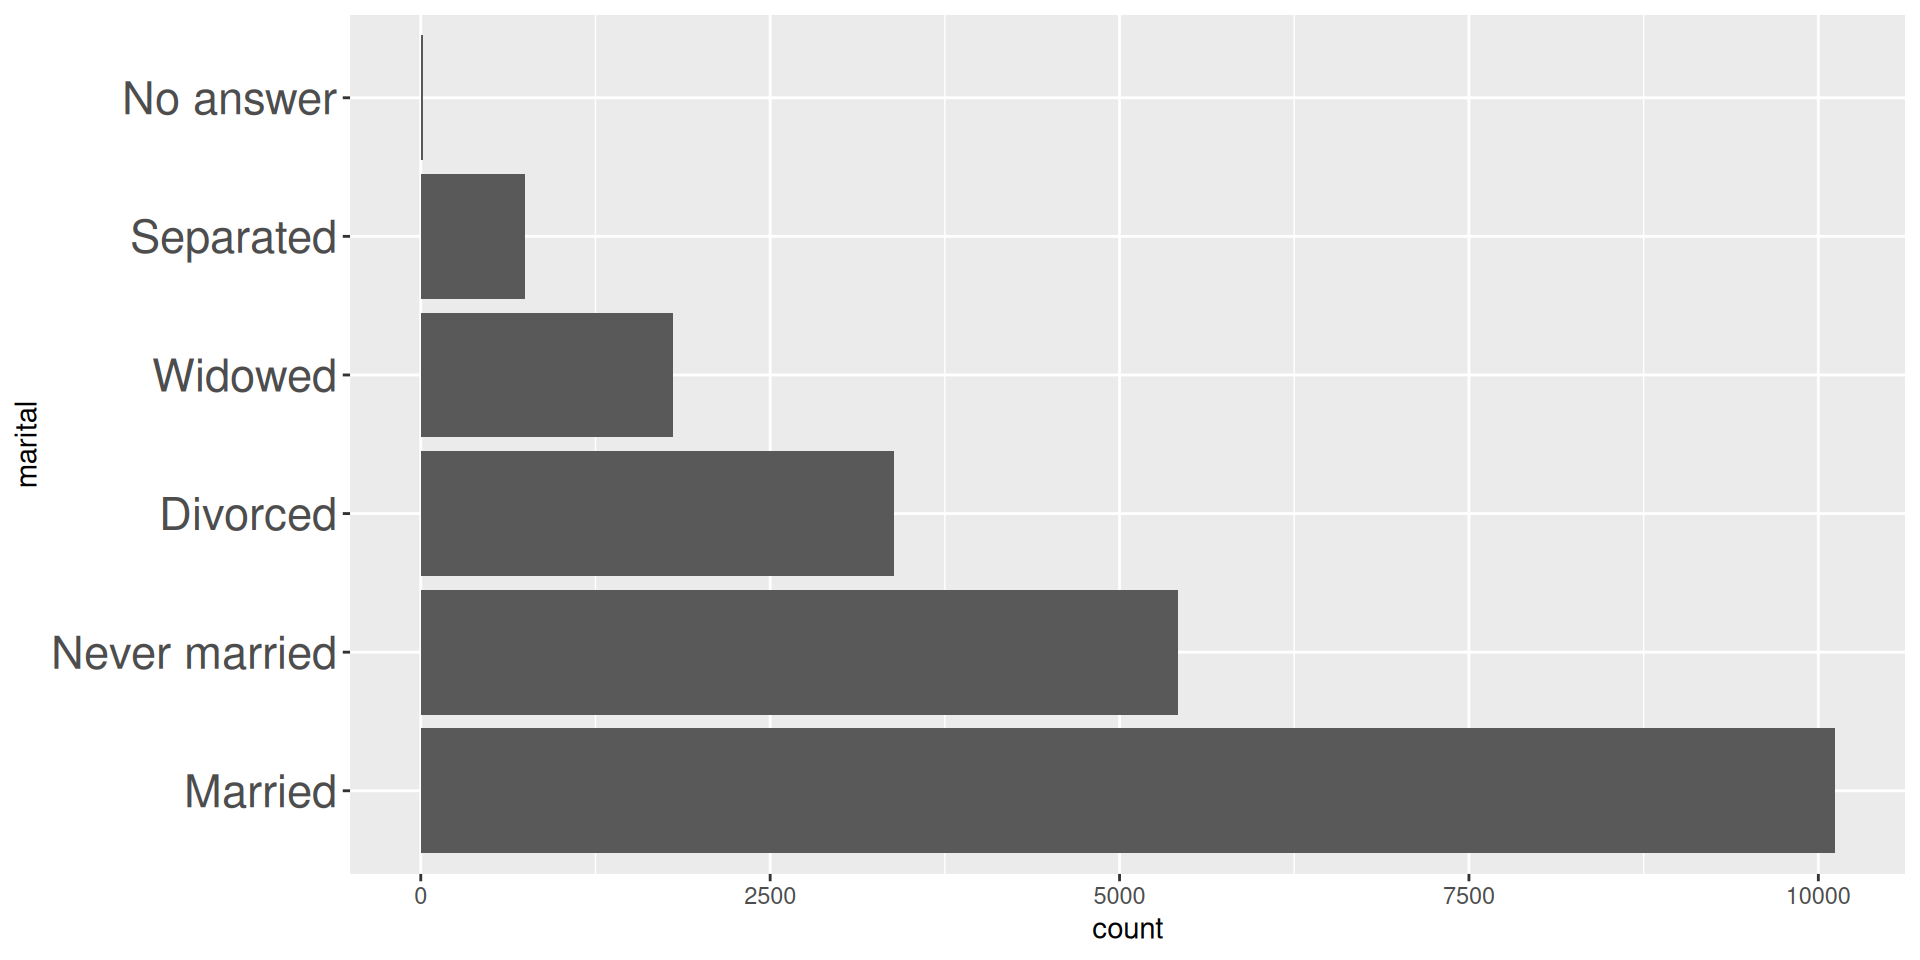 No answer
Separated
Widowed
Divorced
Never married
Married
marital
0 2500 5000 7500 10000
count